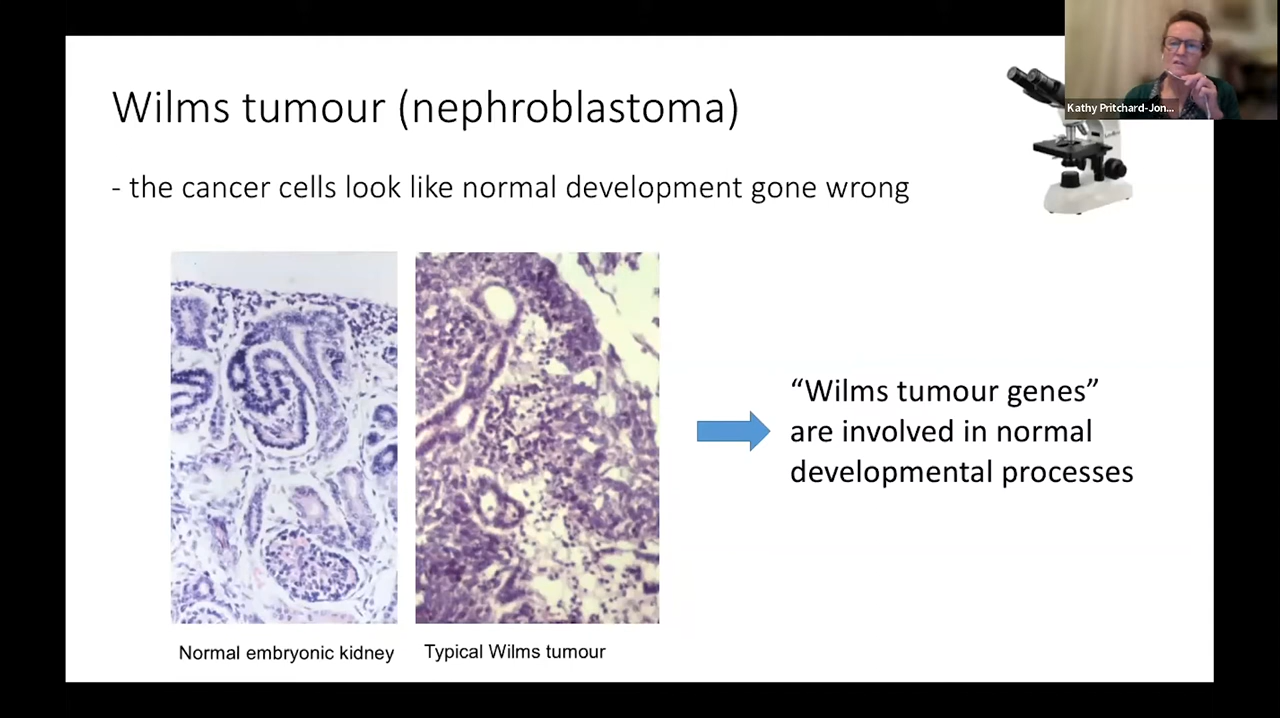 Wilms tumour (nephroblastoma)
- the cancer cells look like normal development gone wrong
Kathy Pritchard-Jon...
“Wilms tumour genes”
are involved in normal
developmental processes
Normal embryonic kidney
Typical Wilms tumour